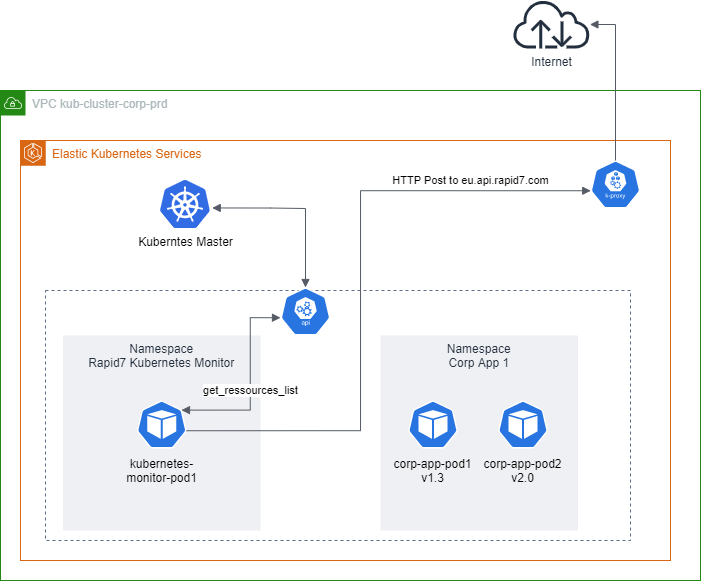 Internet
VPC kub-cluster-corp-prd
Elastic Kubernetes Services
HTTP Post to eu.api.rapid7.com
k-proxy
Kuberntes Master
api
Namespace
Rapid7 Kubernetes Monitor
Namespace
Corp App 1
get_ressources_list
kubernetes-
monitor-pod1
corp-app-pod1
v1.3
corp-app-pod2
v2.0